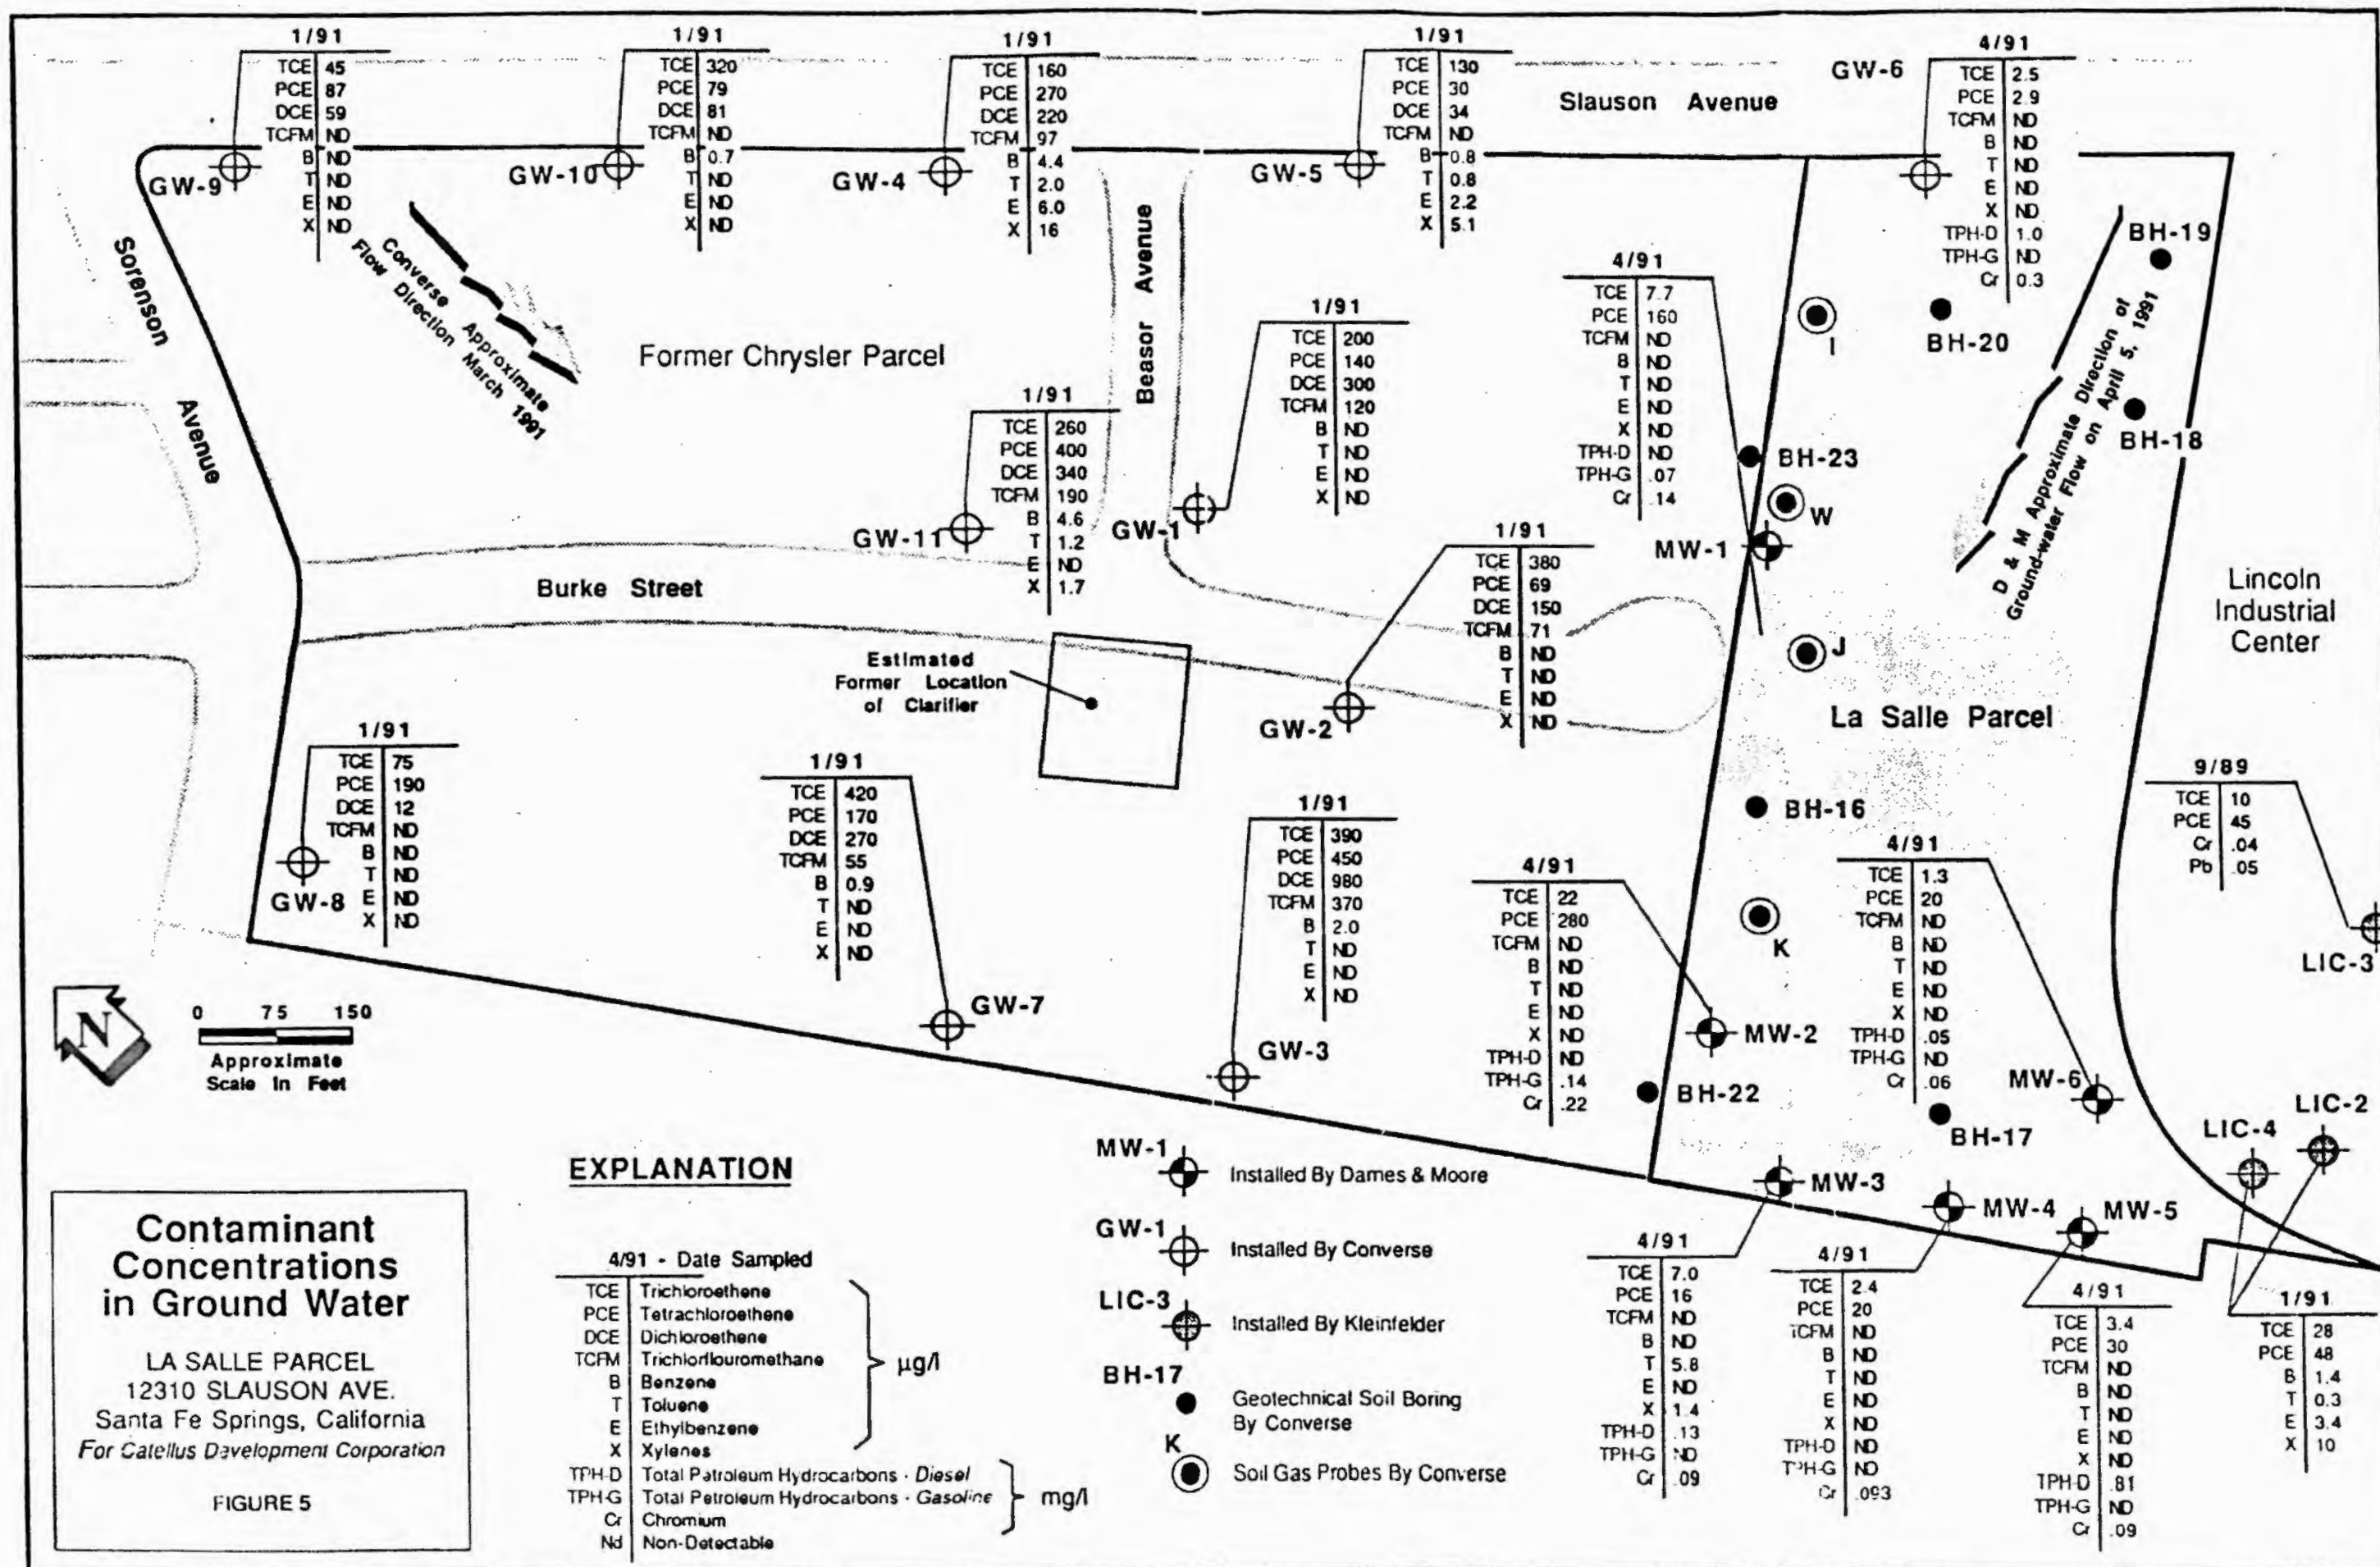 1/91
TCE 45
PCE 87
DCE 59
TCFM ND
B ND
T ND
E ND
X ND
GW-9
1/91
TCE 320
PCE 79
DCE 81
TCFM ND
B 0.7
T ND
E ND
X ND
GW-10
1/91
TCE 160
PCE 270
DCE 220
TCFM 97
B 4.4
T 2.0
E 6.0
X 16
GW-4
1/91
TCE 130
PCE 30
DCE 34
TCFM ND
B 0.8
T 0.8
E 2.2
X 5.1
GW-5
Slauson Avenue
GW-6
4/91
TCE 2.5
PCE 2.9
TCFM ND
B ND
T ND
E ND
X ND
TPH-D 1.0
TPH-G ND
Cr 0.3
Sorenson
Avenue
Converse Approximate
Flow Direction March 1991
Former Chrysler Parcel
Beasor Avenue
1/91
TCE 260
PCE 400
DCE 340
TCFM 190
B 4.6
T 1.2
E ND
X 1.7
GW-11
1/91
TCE 200
PCE 140
DCE 300
TCFM 120
B ND
T ND
E ND
X ND
GW-1
4/91
TCE 7.7
PCE 160
TCFM ND
B ND
T ND
E ND
X ND
TPH-D ND
TPH-G .07
Cr .14
I
BH-19
BH-20
BH-18
BH-23
W
MW-1
D & M Approximate Direction of
Ground-water Flow on April 5, 1991
Lincoln
Industrial
Center
Burke Street
1/91
TCE 380
PCE 69
DCE 150
TCFM 71
B ND
T ND
E ND
X ND
GW-2
Estimated
Former Location
of Clarifier
J
La Salle Parcel
1/91
TCE 75
PCE 190
DCE 12
TCFM ND
B ND
T ND
E ND
X ND
GW-8
1/91
TCE 420
PCE 170
DCE 270
TCFM 55
B 0.9
T ND
E ND
X ND
GW-7
1/91
TCE 390
PCE 450
DCE 980
TCFM 370
B 2.0
T ND
E ND
X ND
GW-3
BH-16
K
4/91
TCE 22
PCE 280
TCFM ND
B ND
T ND
E ND
X ND
TPH-D ND
TPH-G .14
Cr .22
MW-2
BH-22
4/91
TCE 1.3
PCE 20
TCFM ND
B ND
T ND
E ND
X ND
TPH-D .05
TPH-G ND
Cr .06
MW-6
BH-17
9/89
TCE 10
PCE 45
Cr .04
Pb .05
LIC-3
LIC-2
LIC-4
MW-3
MW-4
MW-5
N
0 75 150
Approximate
Scale In Feet
Contaminant
Concentrations
in Ground Water
LA SALLE PARCEL
12310 SLAUSON AVE.
Santa Fe Springs, California
For Catellus Development Corporation
FIGURE 5
EXPLANATION
4/91 - Date Sampled
TCE Trichloroethene
PCE Tetrachloroethene
DCE Dichloroethene
TCFM Trichlorflouromethane
B Benzene
T Toluene
E Ethylbenzene
X Xylenes
µg/l
TPH-D Total Petroleum Hydrocarbons - Diesel
TPH-G Total Petroleum Hydrocarbons - Gasoline
Cr Chromium
mg/l
Nd Non-Detectable
MW-1
Installed By Dames & Moore
GW-1
Installed By Converse
LIC-3
Installed By Kleinfelder
BH-17
Geotechnical Soil Boring
By Converse
K
Soil Gas Probes By Converse
4/91
TCE 7.0
PCE 16
TCFM ND
B ND
T 5.8
E ND
X 1.4
TPH-D .13
TPH-G ND
Cr .09
4/91
TCE 2.4
PCE 20
TCFM ND
B ND
T ND
E ND
X ND
TPH-D ND
TPH-G ND
Cr .093
4/91
TCE 3.4
PCE 30
TCFM ND
B ND
T ND
E ND
X ND
TPH-D .81
TPH-G ND
Cr .09
1/91
TCE 28
PCE 48
B 1.4
T 0.3
E 3.4
X 10